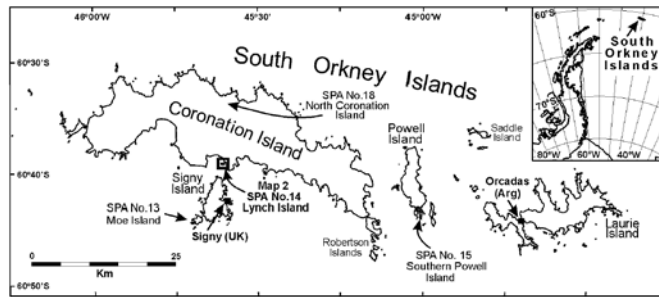 46°00'W
45°30'
45°00'W
60°30'S
60°40'S
60°50'S
South Orkney Islands
SPA No.18
North Coronation
Island
Coronation Island
Powell
Island
Saddle
Island
Signy
Island
Map 2
SPA No.14
Lynch Island
SPA No.13
Moe Island
Signy (UK)
Orcadas
(Arg)
Laurie
Island
Robertson
Islands
SPA No. 15
Southern Powell
Island
0
25
Km
60°S
South
Orkney
Islands
70°S
80°W
60°W
40°W